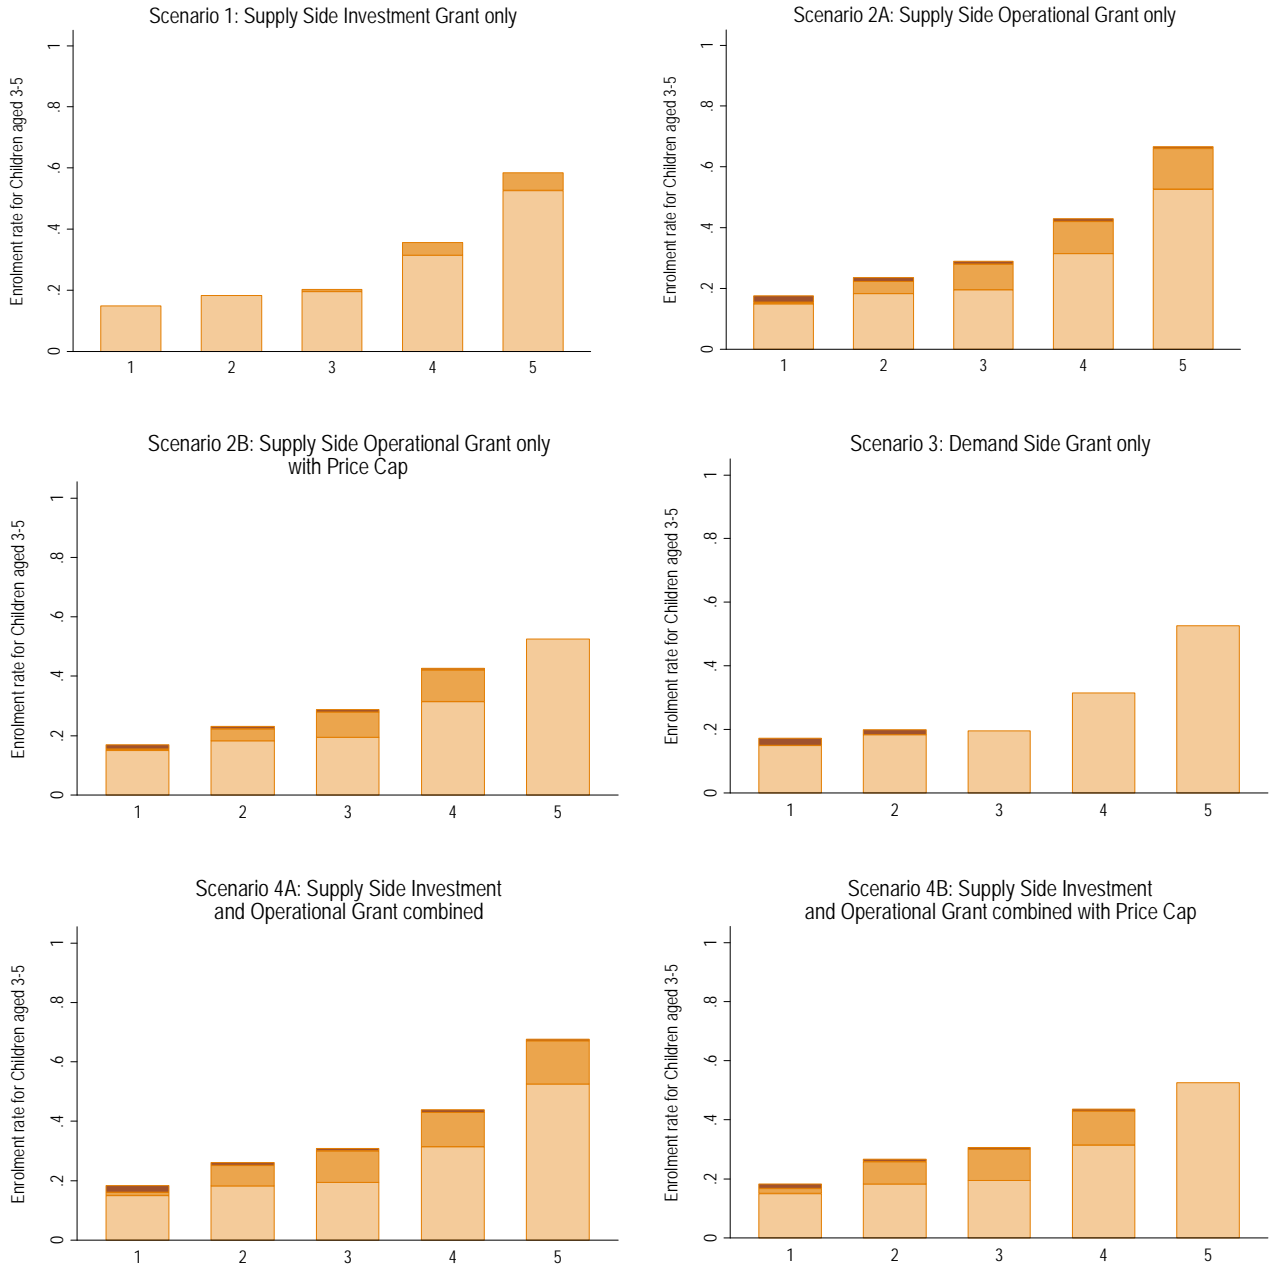 Scenario 1: Supply Side Investment Grant only
Enrolment rate for Children aged 3-5
1
.8
.6
.4
.2
0
1 2 3 4 5
Scenario 2A: Supply Side Operational Grant only
Enrolment rate for Children aged 3-5
1
.8
.6
.4
.2
0
1 2 3 4 5
Scenario 2B: Supply Side Operational Grant only
with Price Cap
Enrolment rate for Children aged 3-5
1
.8
.6
.4
.2
0
1 2 3 4 5
Scenario 3: Demand Side Grant only
Enrolment rate for Children aged 3-5
1
.8
.6
.4
.2
0
1 2 3 4 5
Scenario 4A: Supply Side Investment
and Operational Grant combined
Enrolment rate for Children aged 3-5
1
.8
.6
.4
.2
0
1 2 3 4 5
Scenario 4B: Supply Side Investment
and Operational Grant combined with Price Cap
Enrolment rate for Children aged 3-5
1
.8
.6
.4
.2
0
1 2 3 4 5